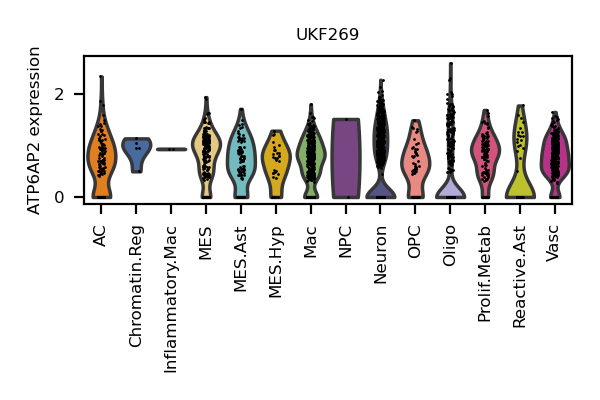 UKF269
ATP6AP2 expression
2
0
AC
Chromatin.Reg
Inflammatory.Mac
MES
MES.Ast
MES.Hyp
Mac
NPC
Neuron
OPC
Oligo
Prolif.Metab
Reactive.Ast
Vasc